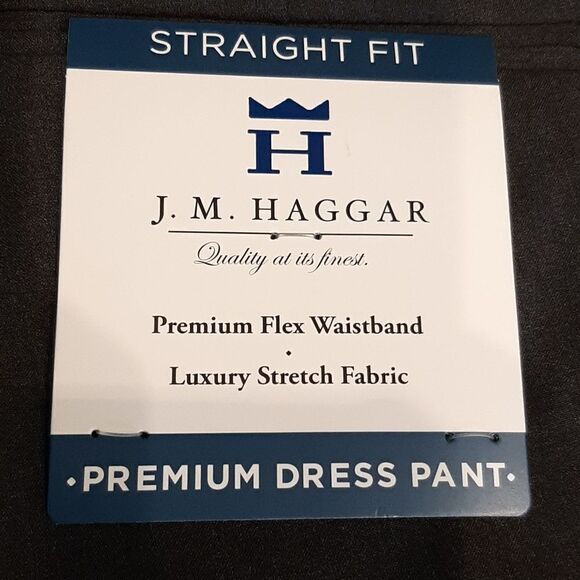 STRAIGHT FIT
H
J. M. HAGGAR
Quality at its finest.
Premium Flex Waistband
•
Luxury Stretch Fabric
•PREMIUM DRESS PANT•